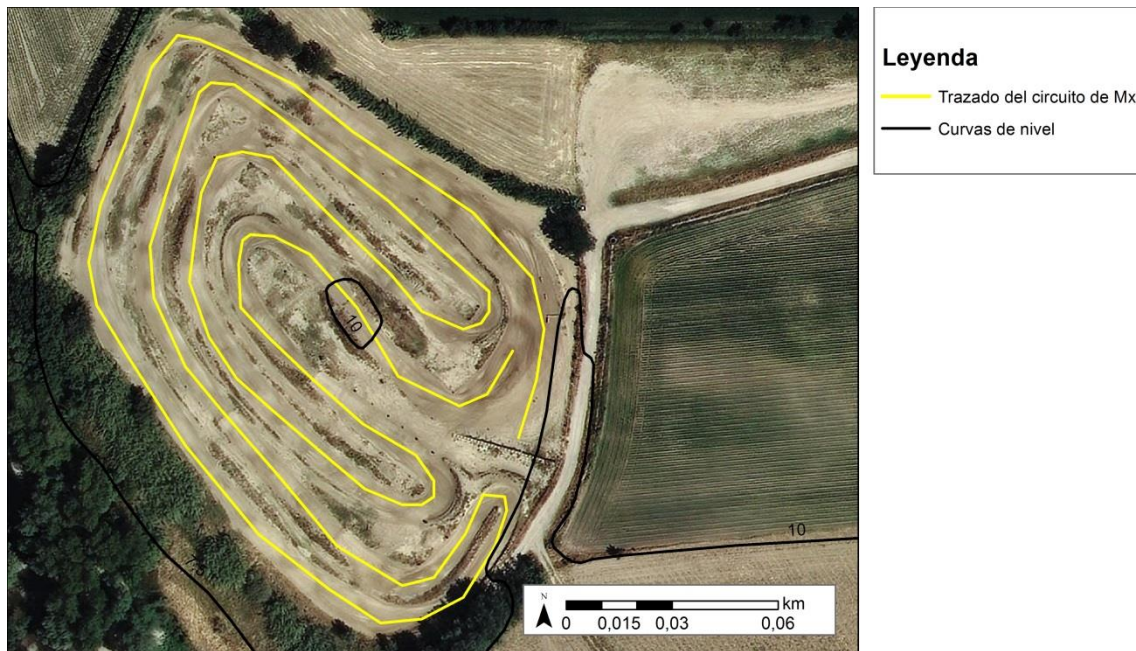 Leyenda
Trazado del circuito de Mx
Curvas de nivel
10
10
N
km
0 0,015 0,03 0,06